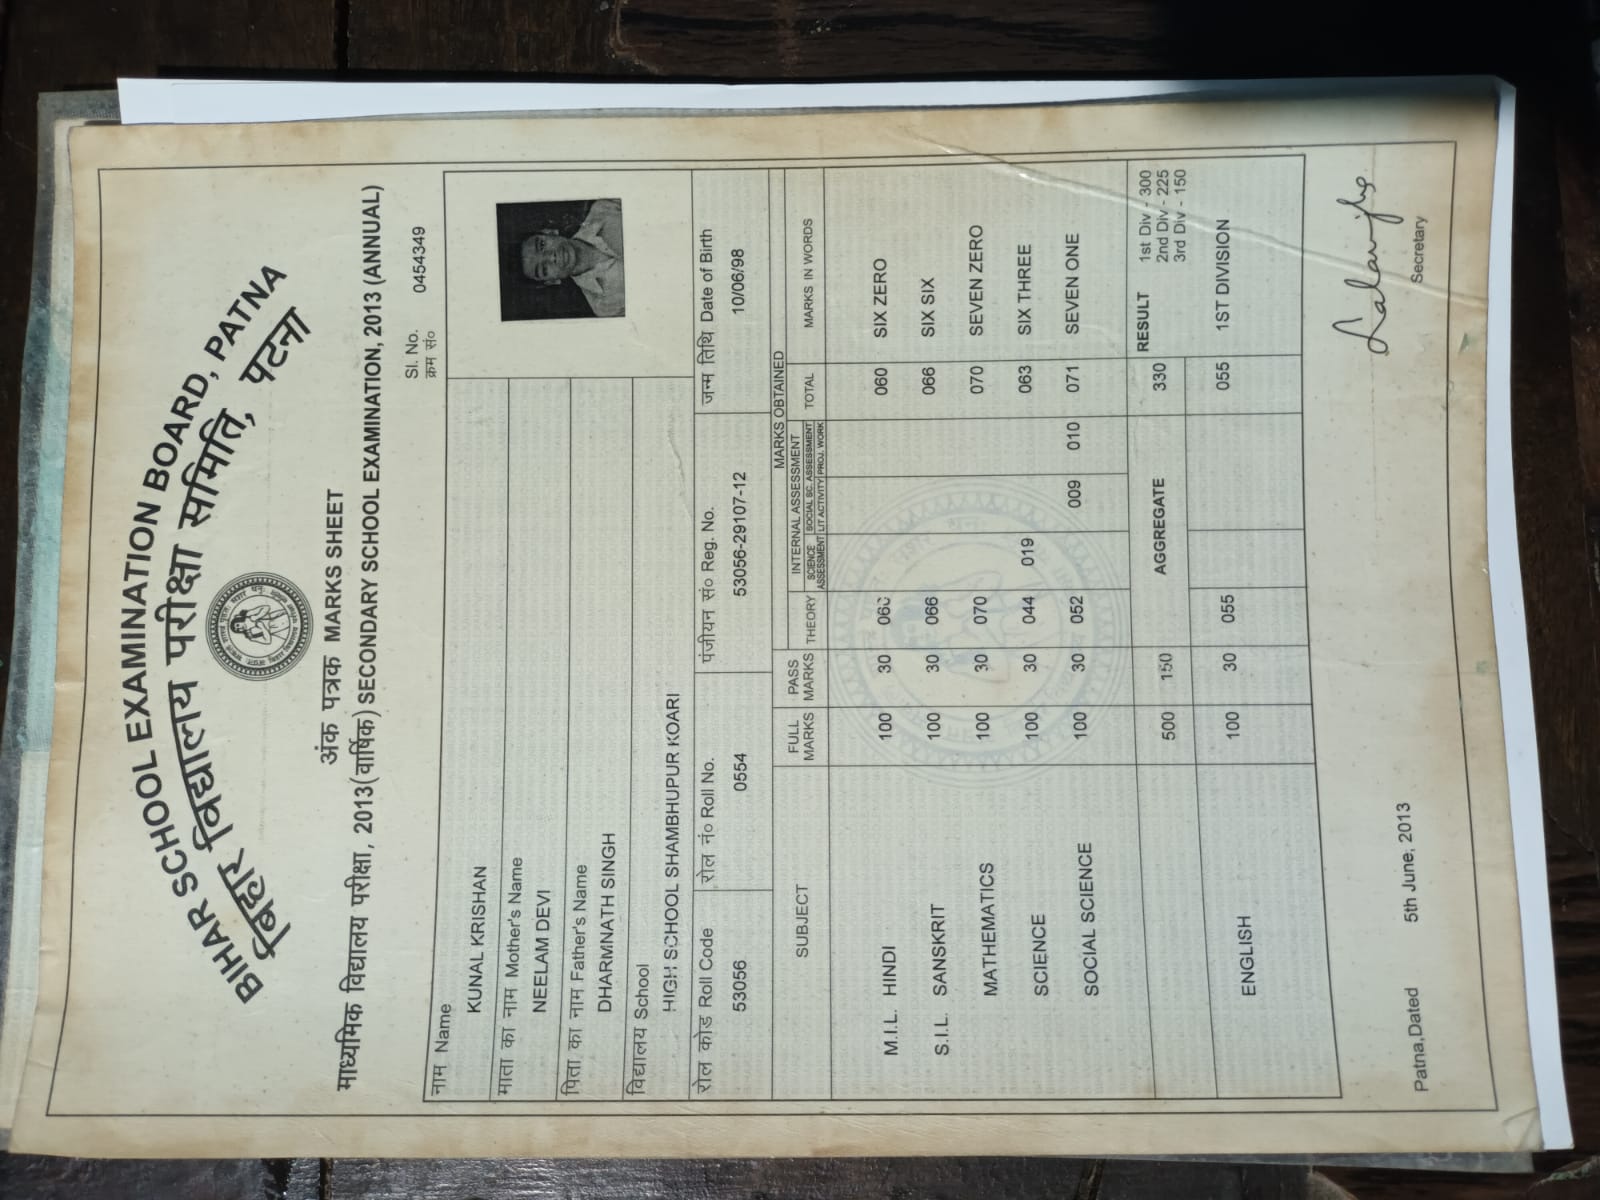 BIHAR SCHOOL EXAMINATION BOARD, PATNA
बिहार विद्यालय परीक्षा समिति, पटना
अंक पत्रक MARKS SHEET
माध्यमिक विद्यालय परीक्षा, 2013(वार्षिक) SECONDARY SCHOOL EXAMINATION, 2013 (ANNUAL)
Sl. No. 0454349
क्रम सं०
नाम Name
KUNAL KRISHAN
माता का नाम Mother's Name
NEELAM DEVI
पिता का नाम Father's Name
DHARMNATH SINGH
विद्यालय School
HIGH SCHOOL SHAMBHUPUR KOARI
रोल कोड Roll Code रोल नं० Roll No. पंजीयन सं० Reg. No. जन्म तिथि Date of Birth
53056 0554 53056-29107-12 10/06/98
MARKS OBTAINED
SUBJECT FULL MARKS PASS MARKS THEORY INTERNAL ASSESSMENT TOTAL MARKS IN WORDS
SCIENCE ASSESSMENT SOCIAL SC. ASSESSMENT
LIT ACTIVITY PROJ. WORK
M.I.L. HINDI 100 30 060 060 SIX ZERO
S.I.L. SANSKRIT 100 30 066 066 SIX SIX
MATHEMATICS 100 30 070 070 SEVEN ZERO
SCIENCE 100 30 044 019 063 SIX THREE
SOCIAL SCIENCE 100 30 052 009 010 071 SEVEN ONE
500 150 AGGREGATE 330 RESULT 1st Div - 300
2nd Div - 225
3rd Div - 150
ENGLISH 100 30 055 055 1ST DIVISION
Patna,Dated 5th June, 2013
Secretary